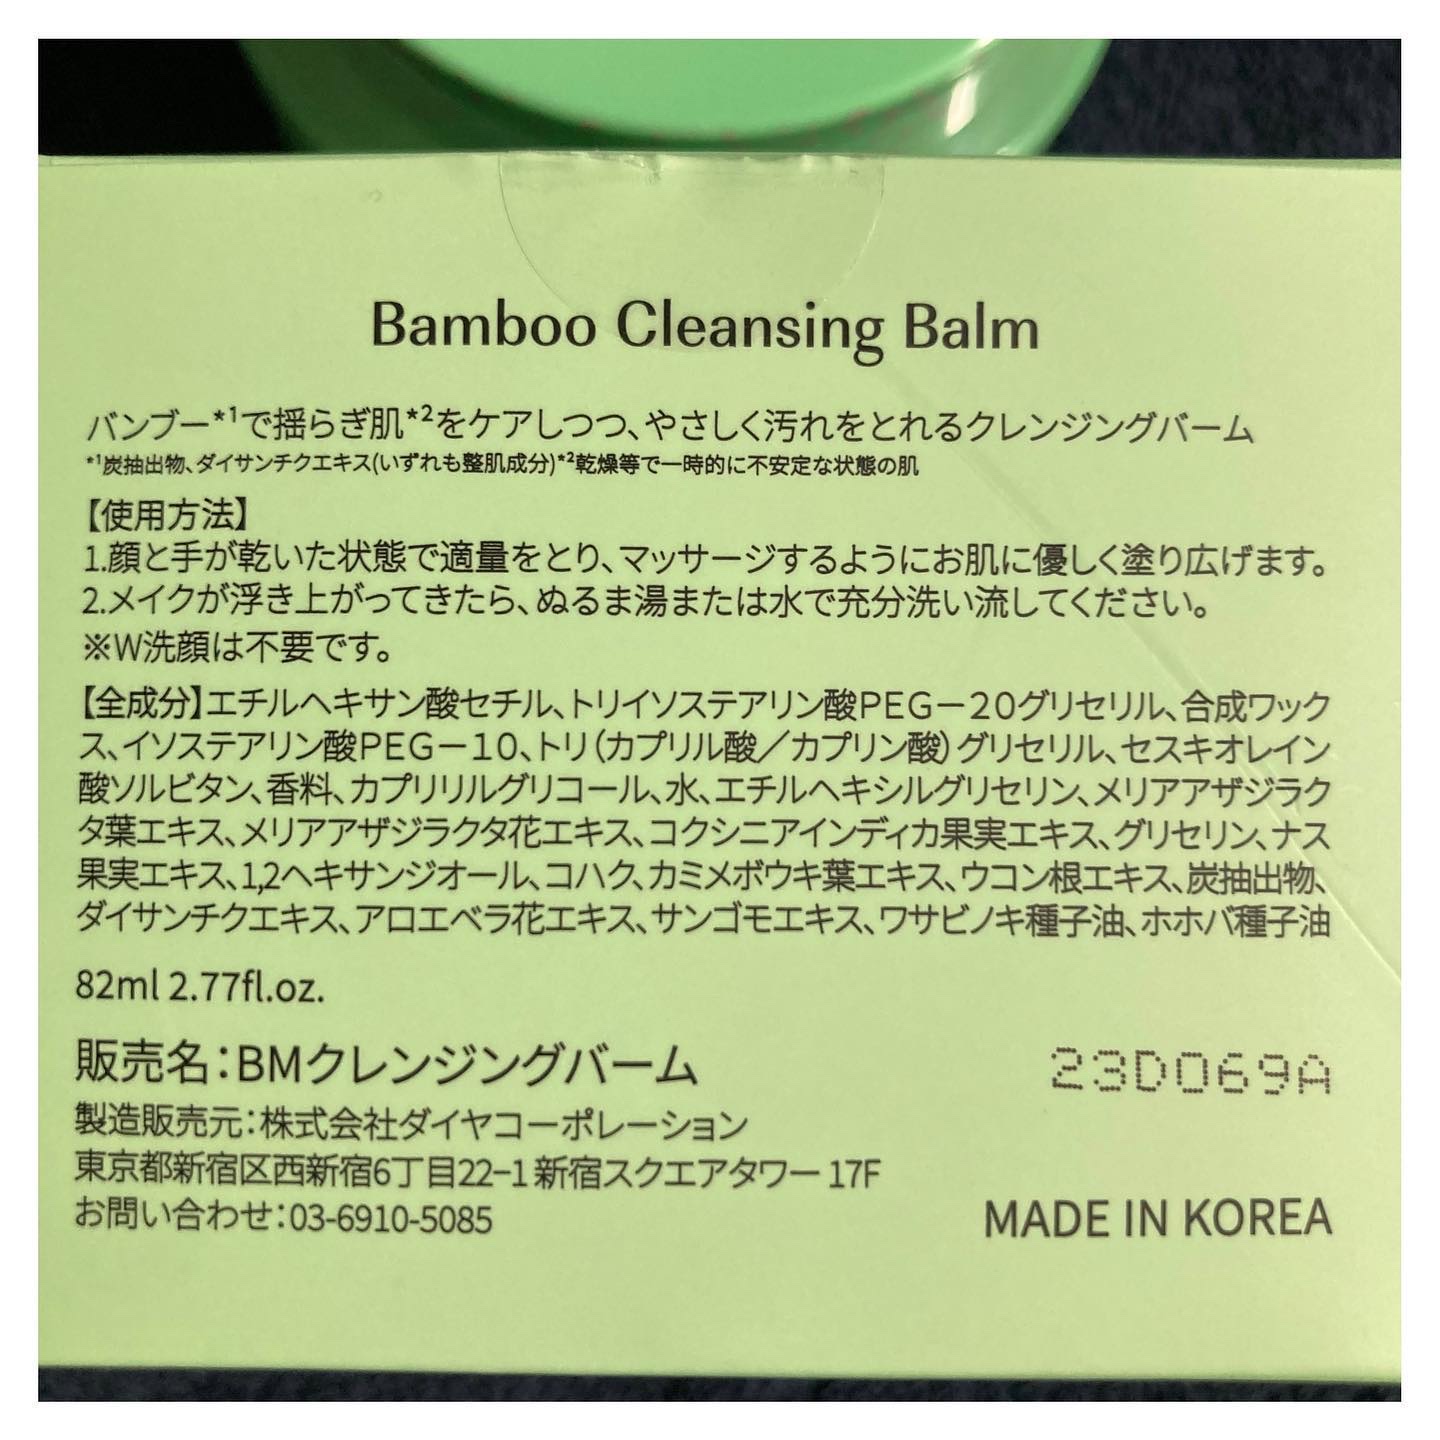 Bamboo Cleansing Balm
バンブー*1で揺らぎ肌*2をケアしつつ、やさしく汚れをとれるクレンジングバーム
*1炭抽出物、ダイサンチクエキス(いずれも整肌成分)*2乾燥等で一時的に不安定な状態の肌
【使用方法】
1.顔と手が乾いた状態で適量をとり、マッサージするようにお肌に優しく塗り広げます。
2.メイクが浮き上がってきたら、ぬるま湯または水で充分洗い流してください。
※W洗顔は不要です。
【全成分】エチルヘキサン酸セチル、トリイソステアリン酸PEG－20グリセリル、合成ワック
ス、イソステアリン酸PEG－10、トリ(カプリル酸／カプリン酸)グリセリル、セスキオレイン
酸ソルビタン、香料、カプリリルグリコール、水、エチルヘキシルグリセリン、メリアアザジラク
タ葉エキス、メリアアザジラクタ花エキス、コクシニアインディカ果実エキス、グリセリン、ナス
果実エキス、1,2ヘキサンジオール、コハク、カミメボウキ葉エキス、ウコン根エキス、炭抽出物、
ダイサンチクエキス、アロエベラ花エキス、サンゴモエキス、ワサビノキ種子油、ホホバ種子油
82ml 2.77fl.oz.
販売名：BMクレンジングバーム
23D069A
製造販売元：株式会社ダイヤコーポレーション
東京都新宿区西新宿6丁目22−1 新宿スクエアタワー 17F
お問い合わせ：03-6910-5085
MADE IN KOREA